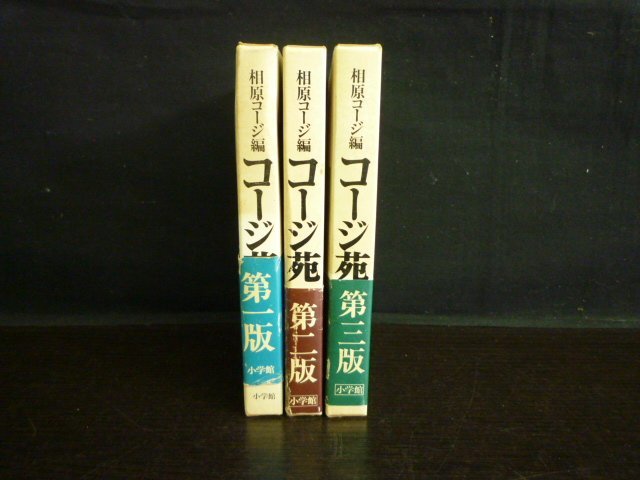 相原コージ編
コージ苑
第一版
小学館
小学館
相原コージ編
コージ苑
第二版
小学館
相原コージ編
コージ苑
第三版
小学館